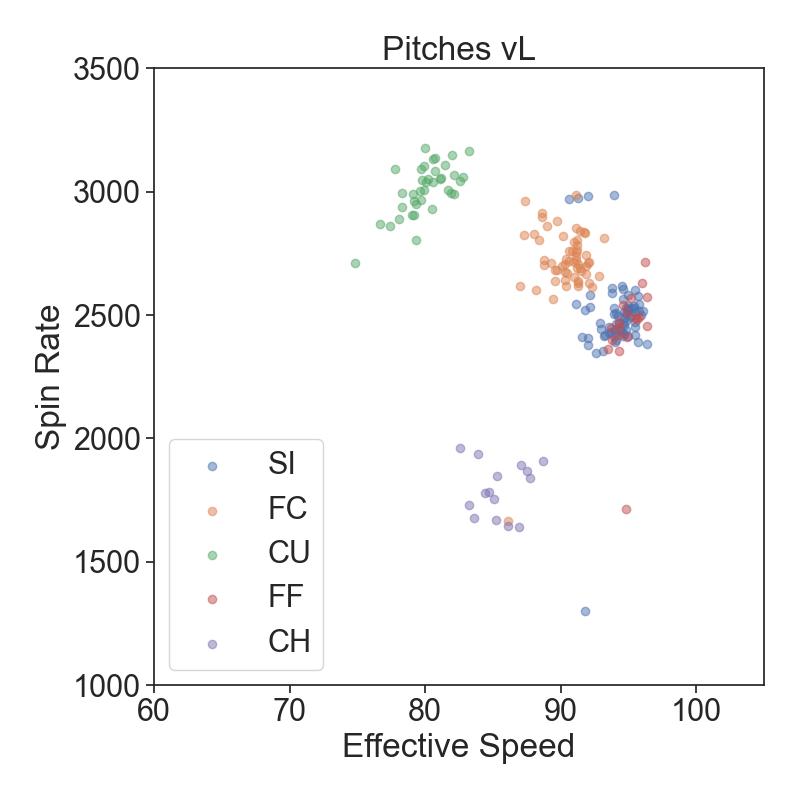 Pitches vL
3500
3000
2500
2000
1500
1000
Spin Rate
SI
FC
CU
FF
CH
60 70 80 90 100
Effective Speed